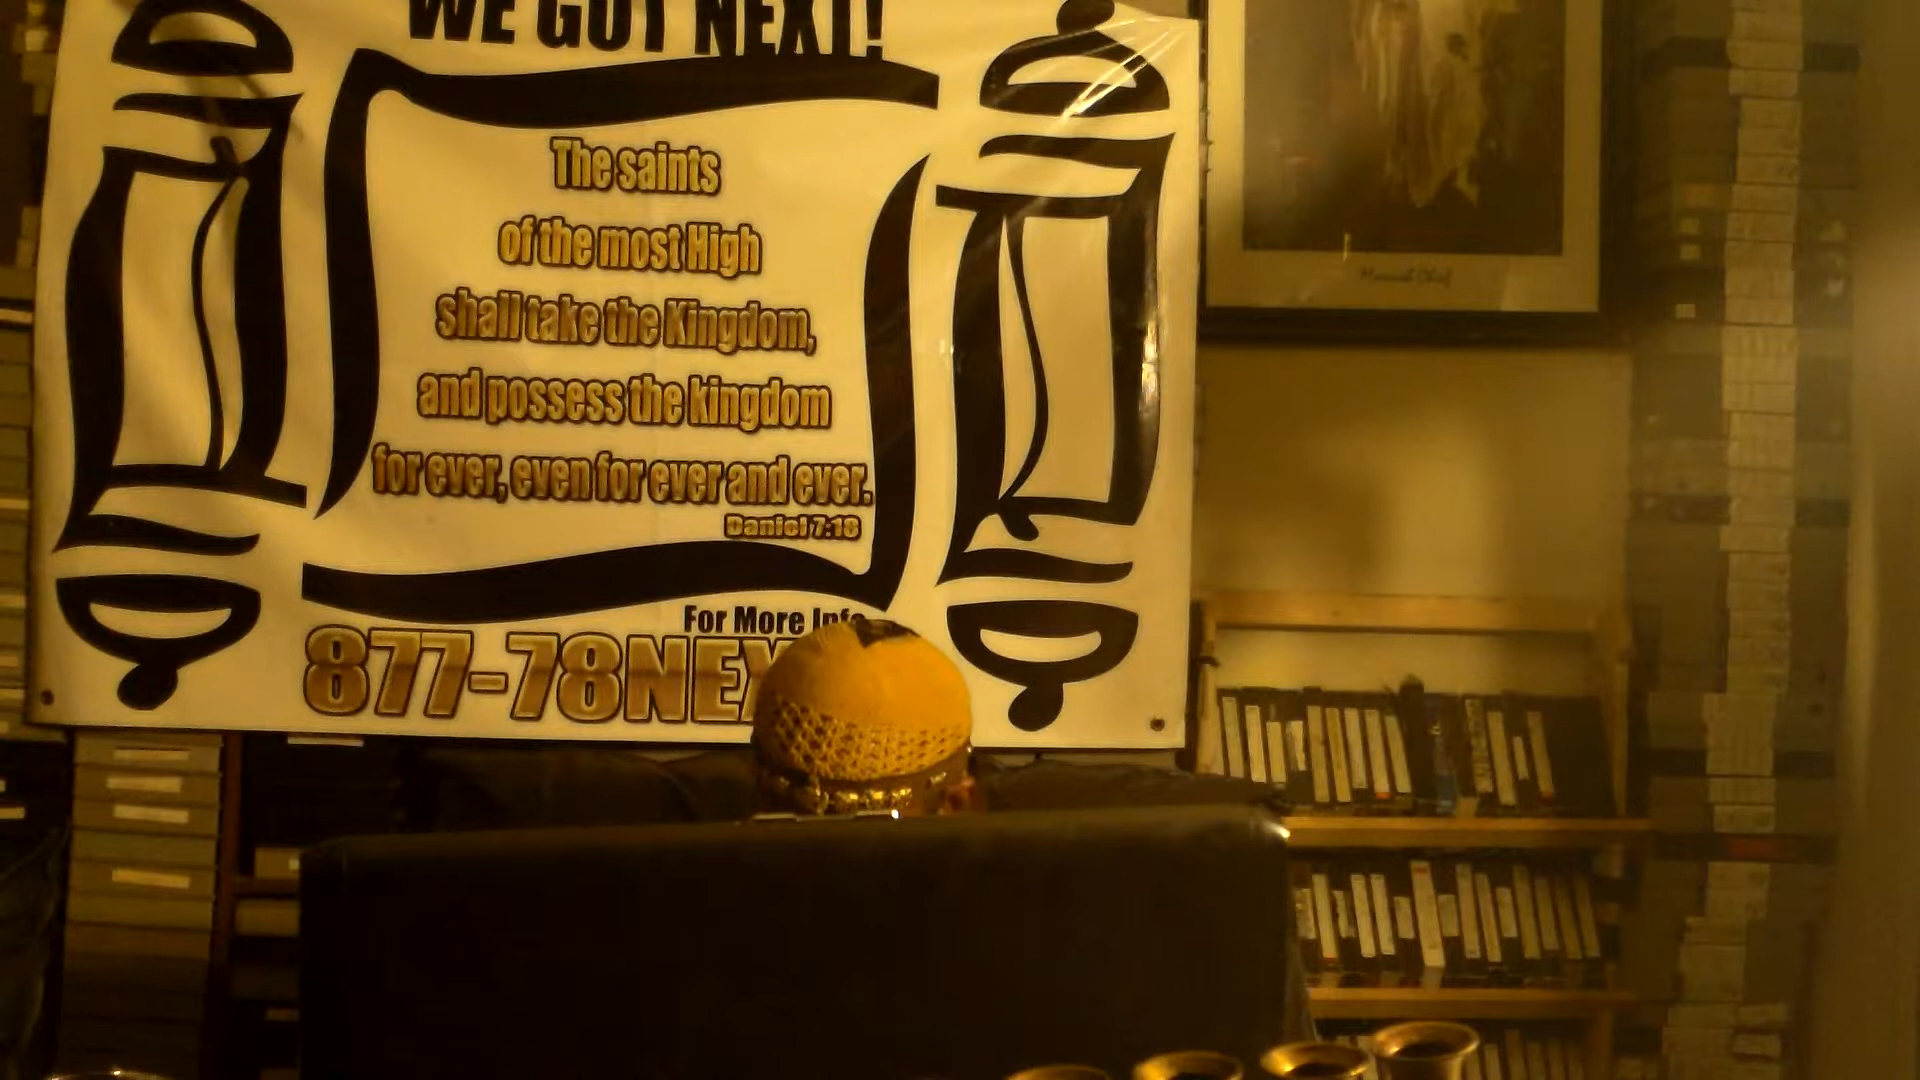 WE GOT NEXT!
The saints
of the most High
shall take the Kingdom,
and possess the kingdom
for ever, even for ever and ever.
Daniel 7:18
For More Info
877-78NEX